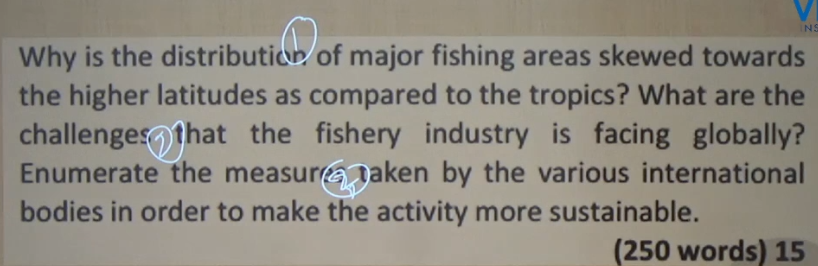 Why is the distribution of major fishing areas skewed towards
the higher latitudes as compared to the tropics? What are the
challenges that the fishery industry is facing globally?
Enumerate the measures taken by the various international
bodies in order to make the activity more sustainable.
(250 words) 15
1
2